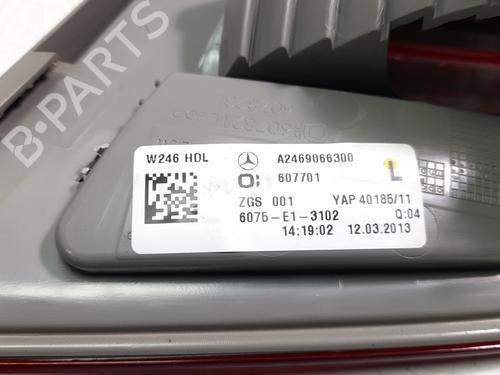 W246 HDL
A2469066300
607701
L
ZGS 001
YAP 40185/11
6075-E1-3102
Q:04
14:19:02
12.03.2013